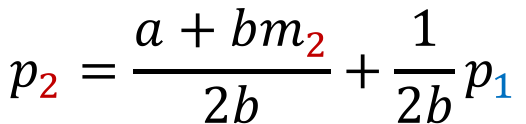 p₂ = (a + bm₂)/(2b) + (1/(2b))p₁